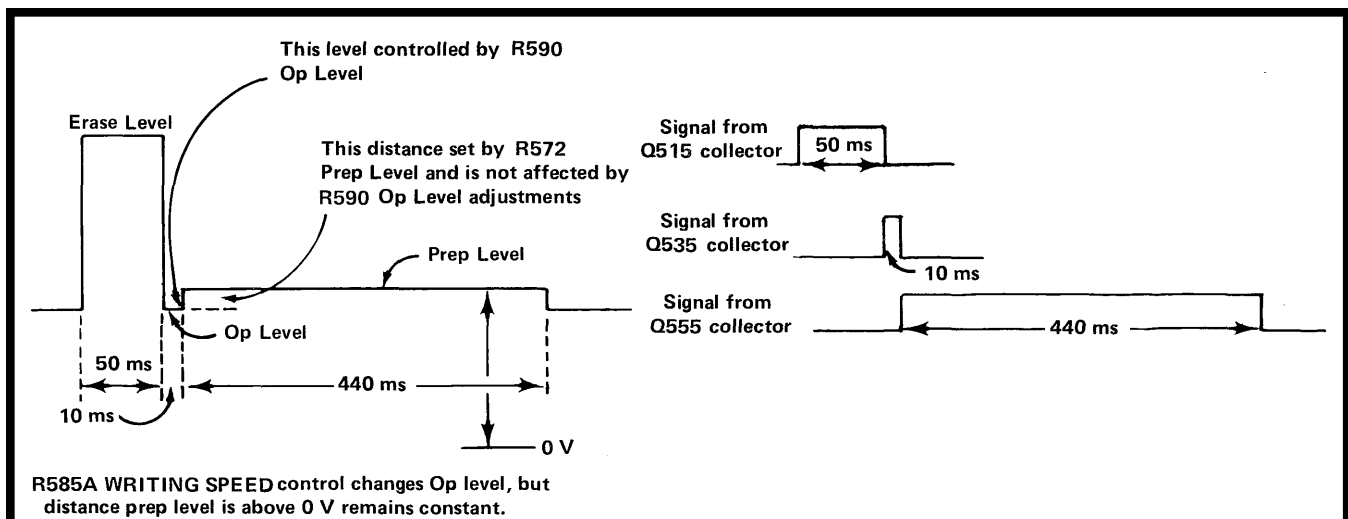 This level controlled by R590
Op Level
Erase Level
This distance set by R572
Prep Level and is not affected by
R590 Op Level adjustments
Prep Level
Op Level
50 ms
440 ms
10 ms
0 V
R585A WRITING SPEED control changes Op level, but
distance prep level is above 0 V remains constant.
Signal from
Q515 collector
50 ms
Signal from
Q535 collector
10 ms
Signal from
Q555 collector
440 ms